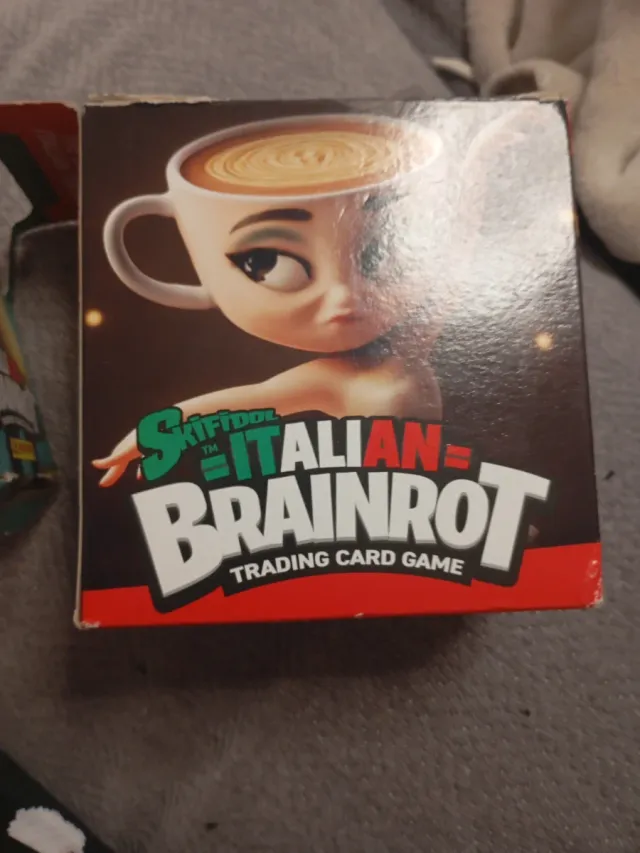 SKIFIDOL
TM
=ITALIAN=
BRAINROT
TRADING CARD GAME